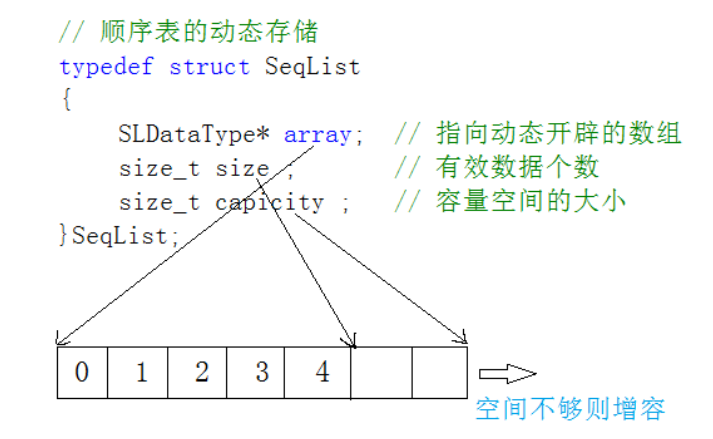 // 顺序表的动态存储
typedef struct SeqList
{
SLDataType* array; // 指向动态开辟的数组
size_t size ; // 有效数据个数
size_t capicity ; // 容量空间的大小
}SeqList;
0 1 2 3 4
空间不够则增容